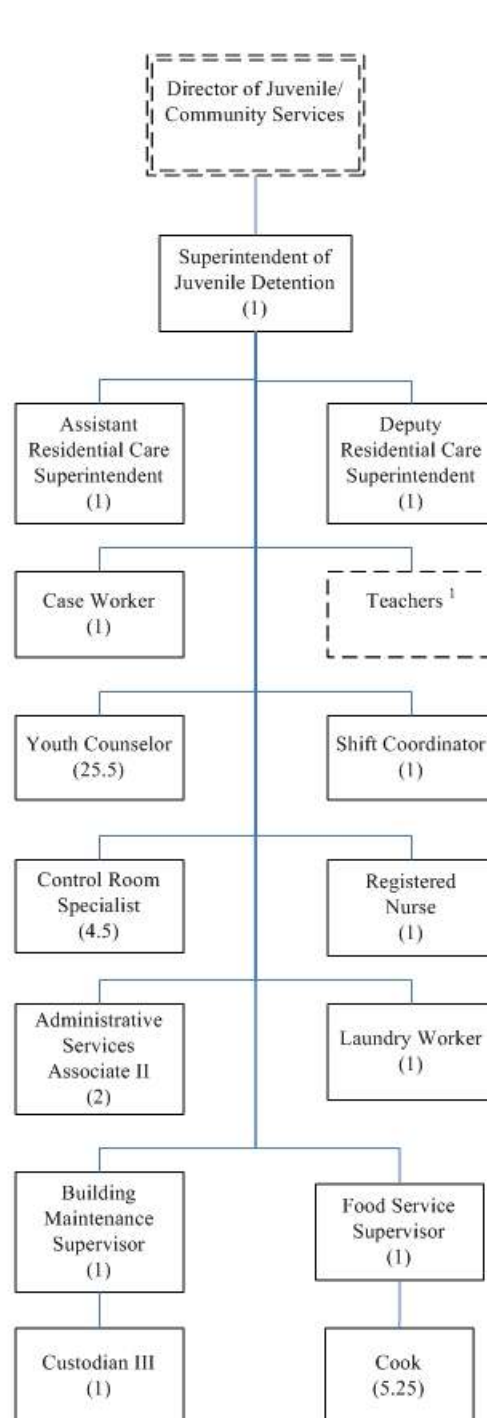 Director of Juvenile/
Community Services
Superintendent of
Juvenile Detention
(1)
Assistant
Residential Care
Superintendent
(1)
Deputy
Residential Care
Superintendent
(1)
Case Worker
(1)
Teachers 1
Youth Counselor
(25.5)
Shift Coordinator
(1)
Control Room
Specialist
(4.5)
Registered
Nurse
(1)
Administrative
Services
Associate II
(2)
Laundry Worker
(1)
Building
Maintenance
Supervisor
(1)
Food Service
Supervisor
(1)
Custodian III
(1)
Cook
(5.25)